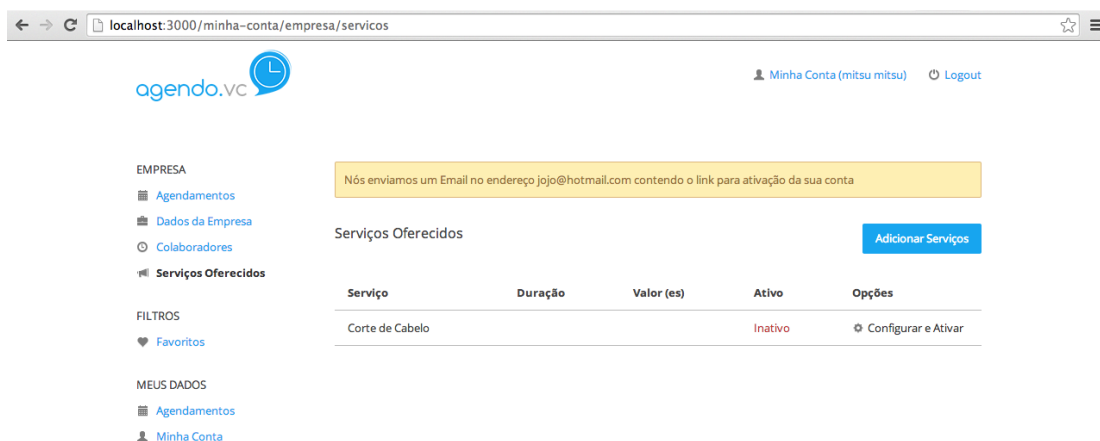 localhost:3000/minha-conta/empresa/servicos
agendo.vc
Minha Conta (mitsu mitsu) Logout
EMPRESA
Agendamentos
Dados da Empresa
Colaboradores
Serviços Oferecidos
FILTROS
Favoritos
MEUS DADOS
Agendamentos
Minha Conta
Nós enviamos um Email no endereço jojo@hotmail.com contendo o link para ativação da sua conta
Serviços Oferecidos
Adicionar Serviços
Serviço Duração Valor (es) Ativo Opções
Corte de Cabelo Inativo Configurar e Ativar